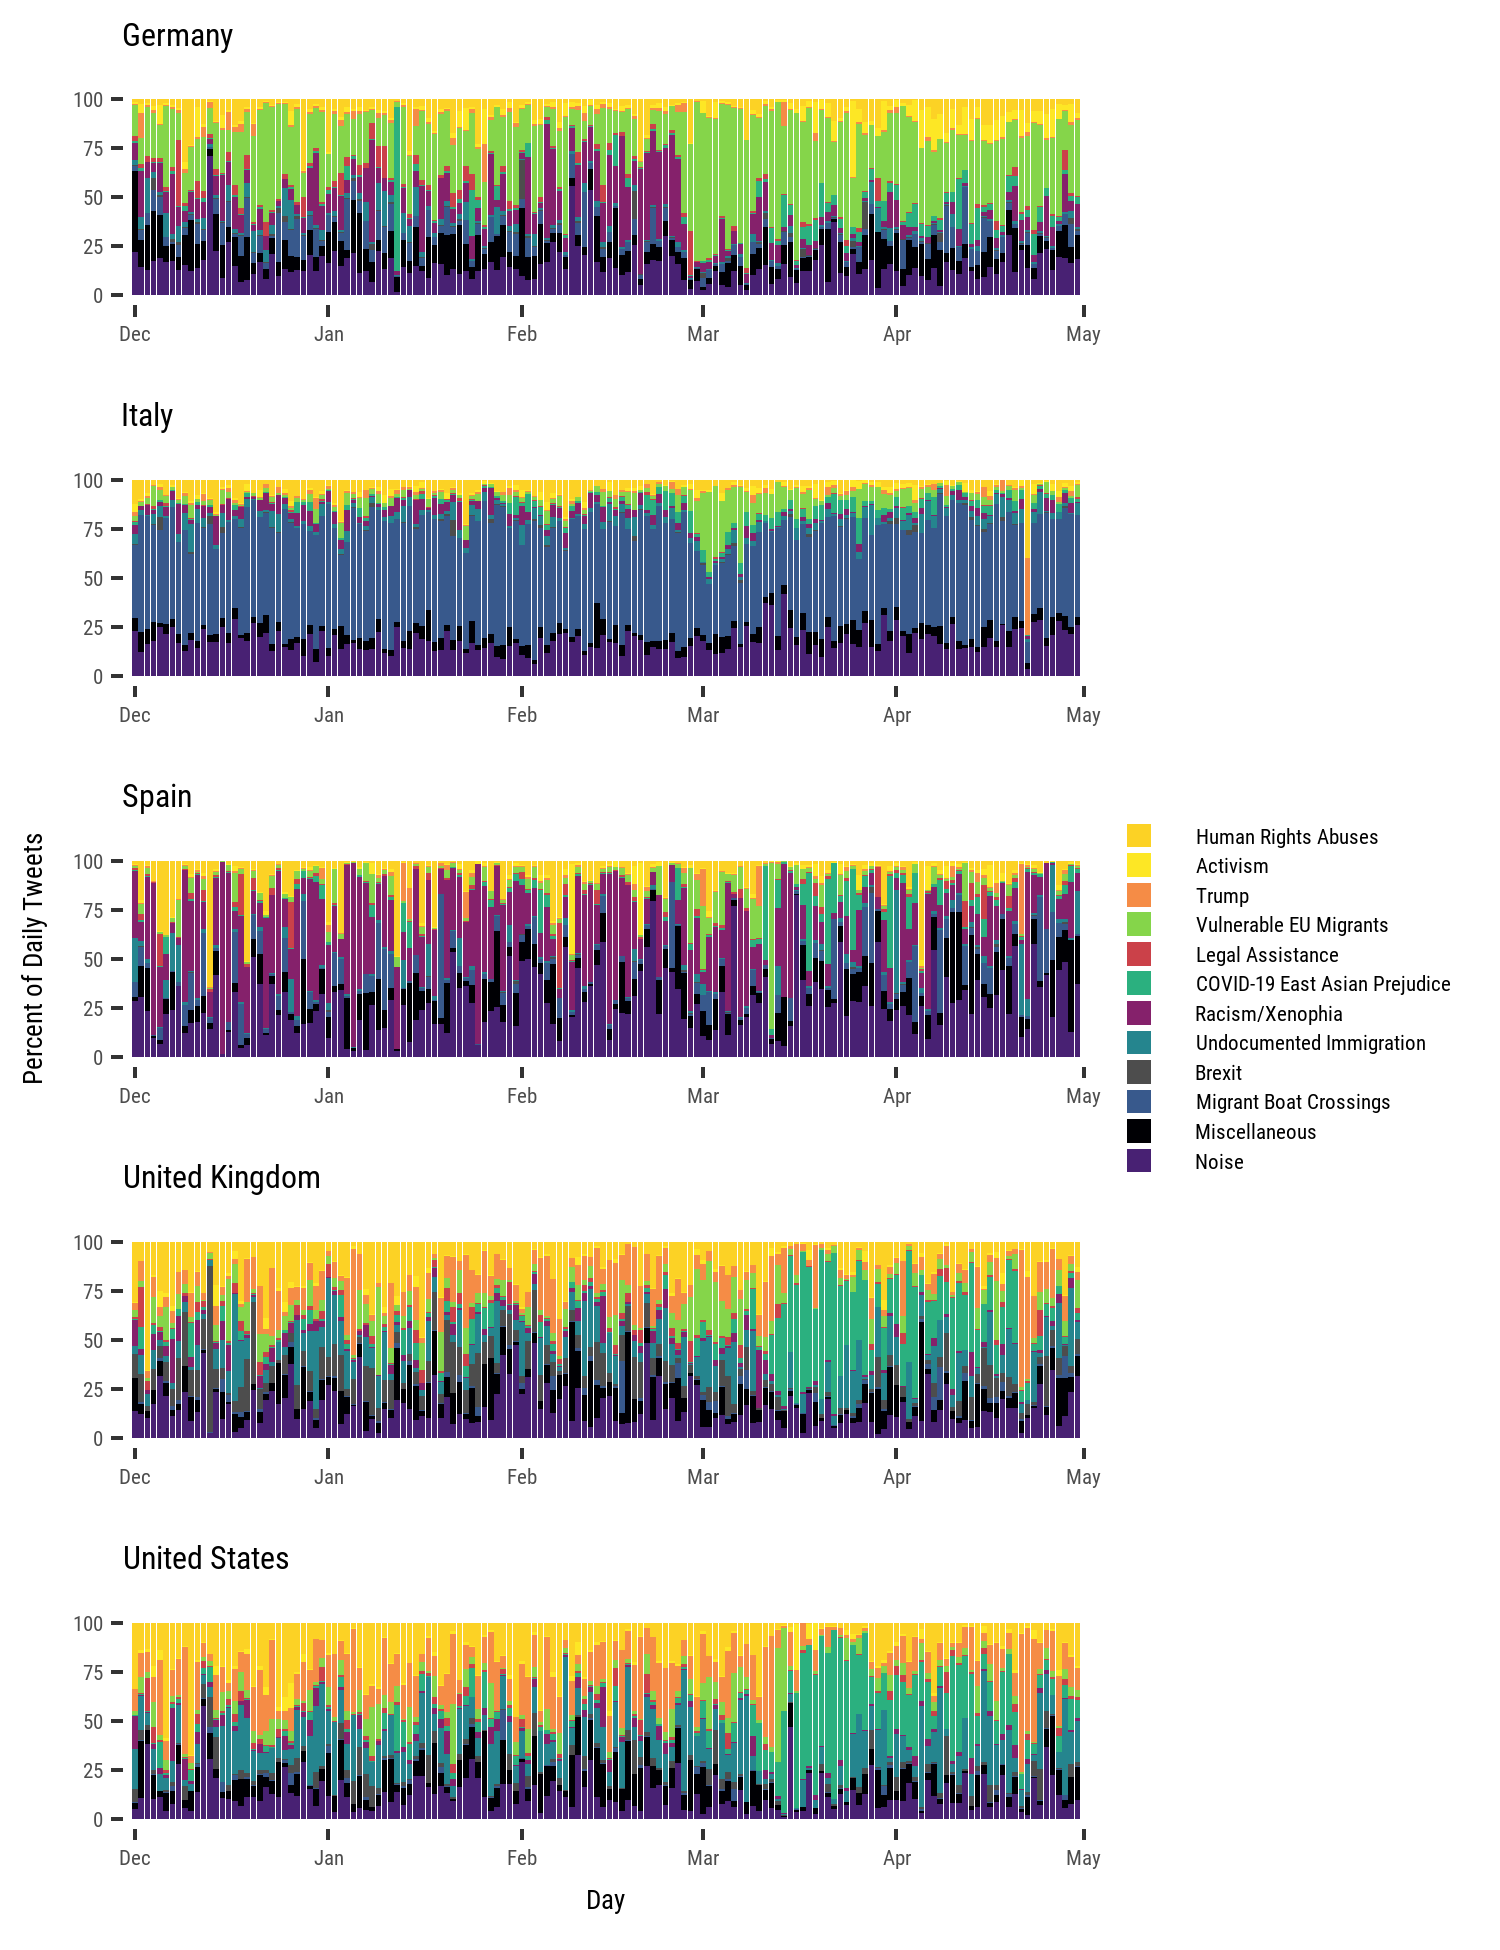 Germany
100
75
50
25
0
Dec Jan Feb Mar Apr May
Italy
100
75
50
25
0
Dec Jan Feb Mar Apr May
Spain
Percent of Daily Tweets
100
75
50
25
0
Dec Jan Feb Mar Apr May
Human Rights Abuses
Activism
Trump
Vulnerable EU Migrants
Legal Assistance
COVID-19 East Asian Prejudice
Racism/Xenophia
Undocumented Immigration
Brexit
Migrant Boat Crossings
Miscellaneous
Noise
United Kingdom
100
75
50
25
0
Dec Jan Feb Mar Apr May
United States
100
75
50
25
0
Dec Jan Feb Mar Apr May
Day